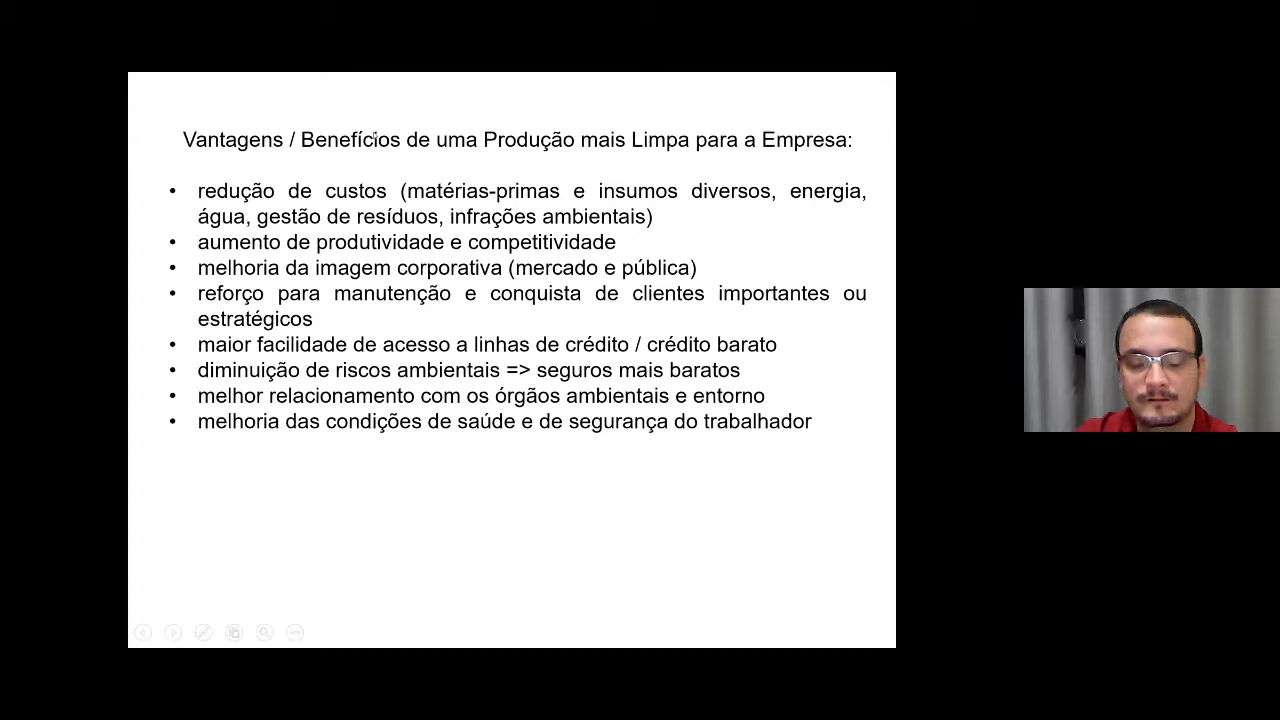 Vantagens / Benefícios de uma Produção mais Limpa para a Empresa:
• redução de custos (matérias-primas e insumos diversos, energia,
água, gestão de resíduos, infrações ambientais)
• aumento de produtividade e competitividade
• melhoria da imagem corporativa (mercado e pública)
• reforço para manutenção e conquista de clientes importantes ou
estratégicos
• maior facilidade de acesso a linhas de crédito / crédito barato
• diminuição de riscos ambientais => seguros mais baratos
• melhor relacionamento com os órgãos ambientais e entorno
• melhoria das condições de saúde e de segurança do trabalhador